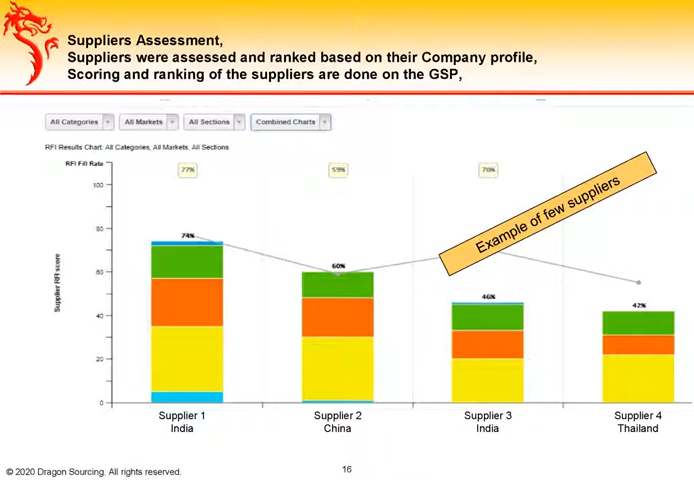 Suppliers Assessment,
Suppliers were assessed and ranked based on their Company profile,
Scoring and ranking of the suppliers are done on the GSP,
All Categories
All Markets
All Sections
Combined Charts
RFI Results Chart: All Categories, All Markets, All Sections
RFI Fill Rate
77%
59%
70%
Example of few suppliers
Supplier RFI score
100
80
60
40
20
0
74%
60%
46%
42%
Supplier 1
India
Supplier 2
China
Supplier 3
India
Supplier 4
Thailand
© 2020 Dragon Sourcing. All rights reserved.
16